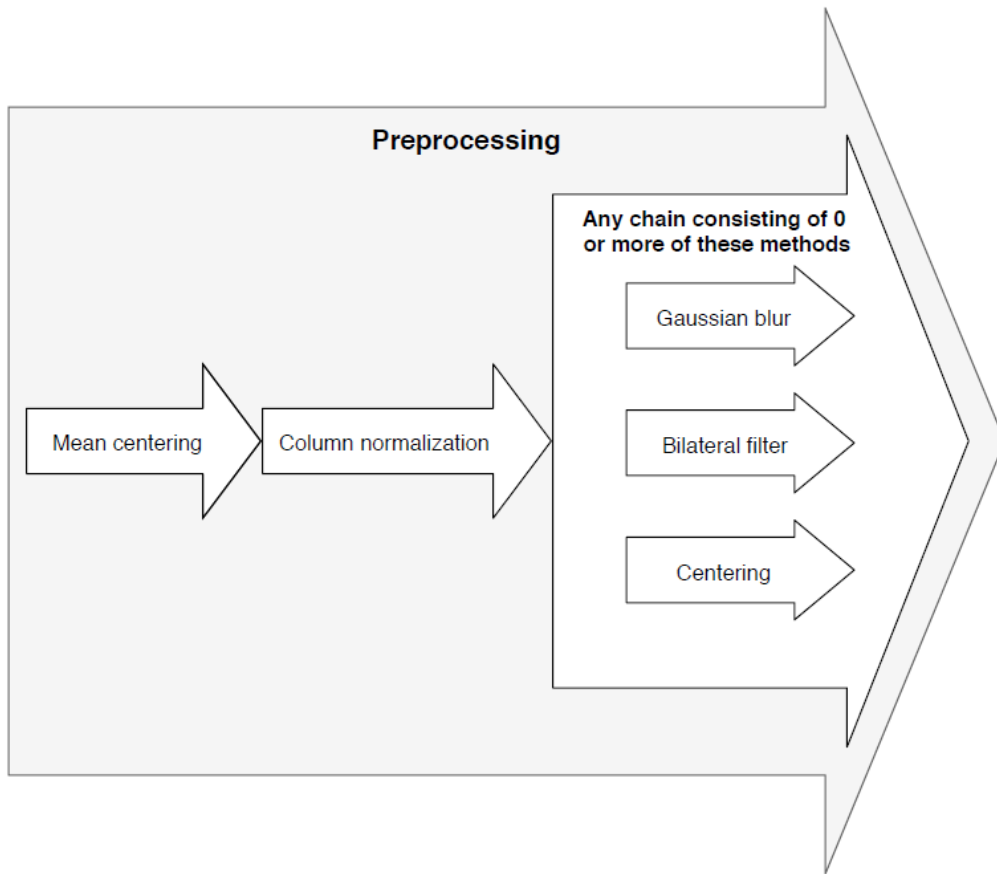 Preprocessing
Any chain consisting of 0
or more of these methods
Gaussian blur
Mean centering
Column normalization
Bilateral filter
Centering